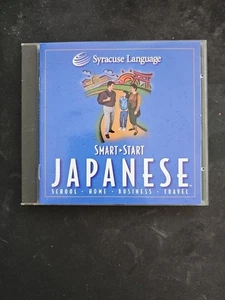 Syracuse Language
SMART•START
JAPANESE
SCHOOL • HOME • BUSINESS • TRAVEL